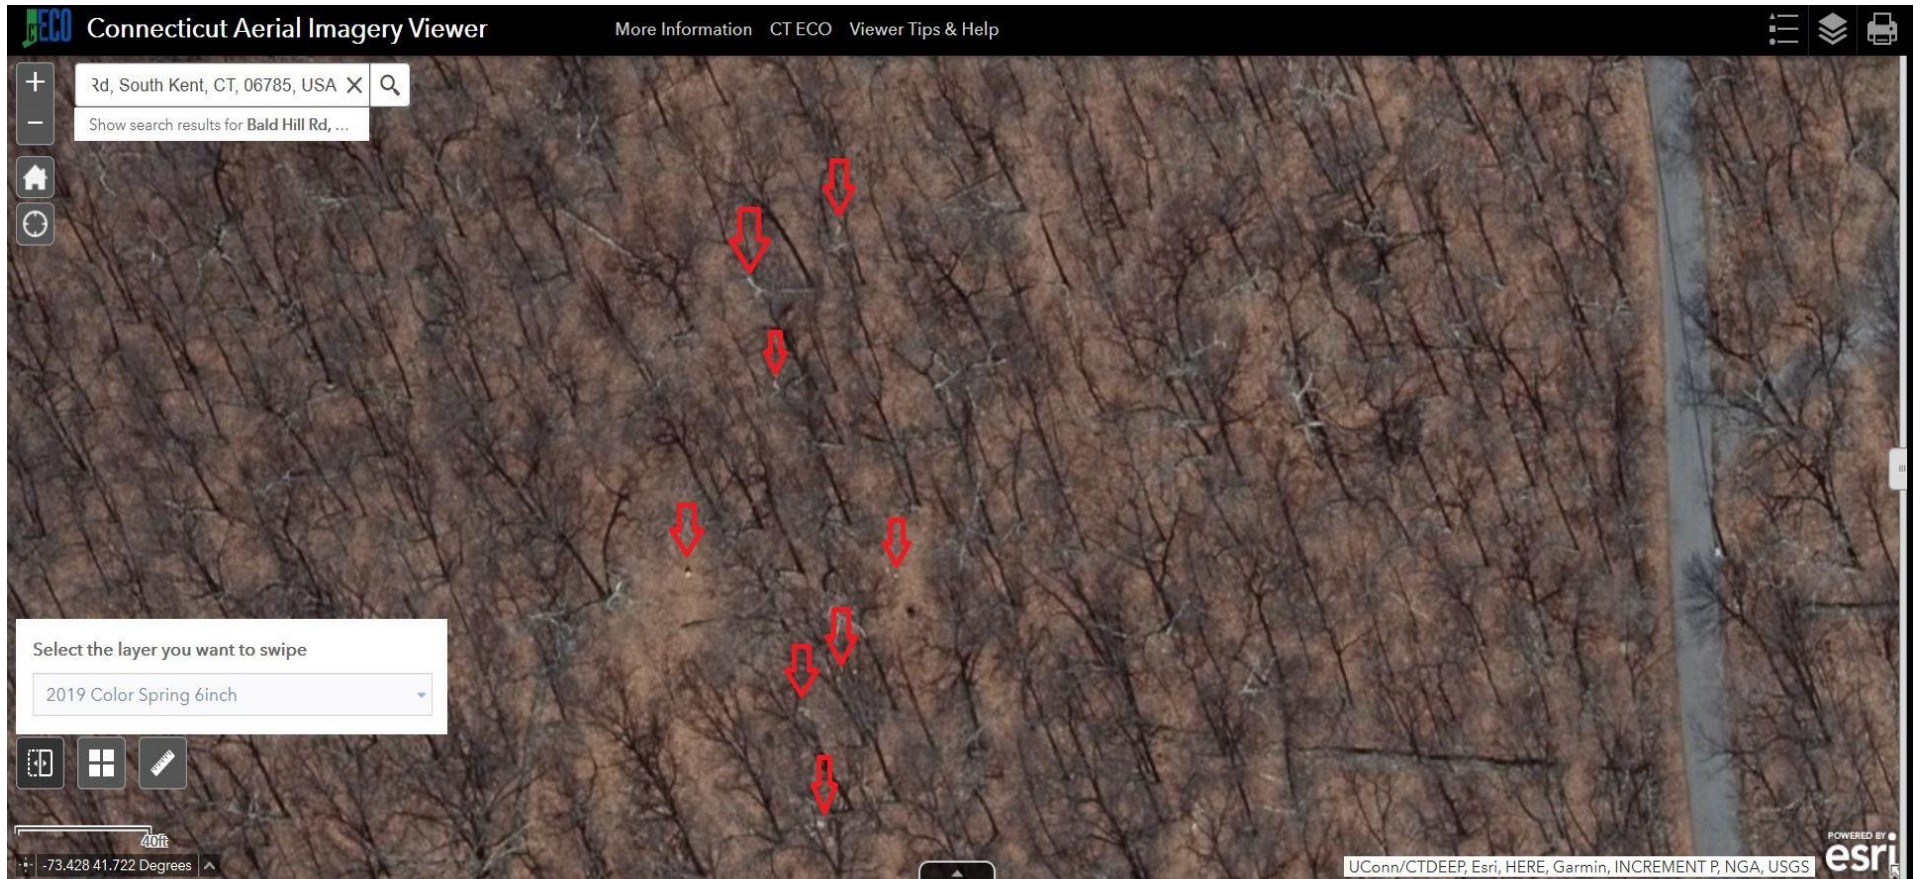 CT ECO Connecticut Aerial Imagery Viewer More Information CT ECO Viewer Tips & Help
Rd, South Kent, CT, 06785, USA
Show search results for Bald Hill Rd, ...
Select the layer you want to swipe
2019 Color Spring 6inch
40ft
-73.428 41.722 Degrees
POWERED BY
esri
UConn/CTDEEP, Esri, HERE, Garmin, INCREMENT P, NGA, USGS